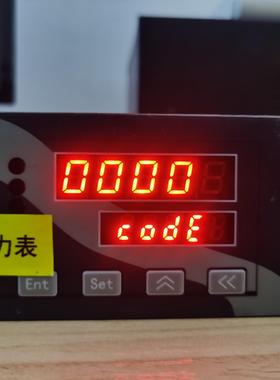 0000
codE
力表
Ent Set